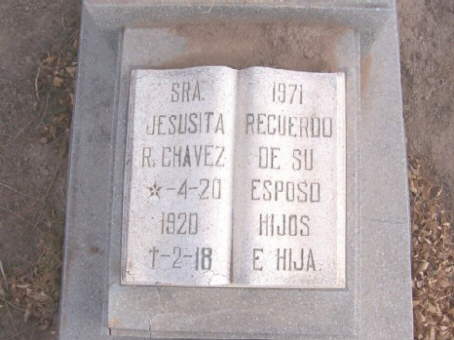 SRA.
JESUSITA
R. CHAVEZ
☆-4-20
1920
†-2-18
1971
RECUERDO
DE SU
ESPOSO
HIJOS
E HIJA.